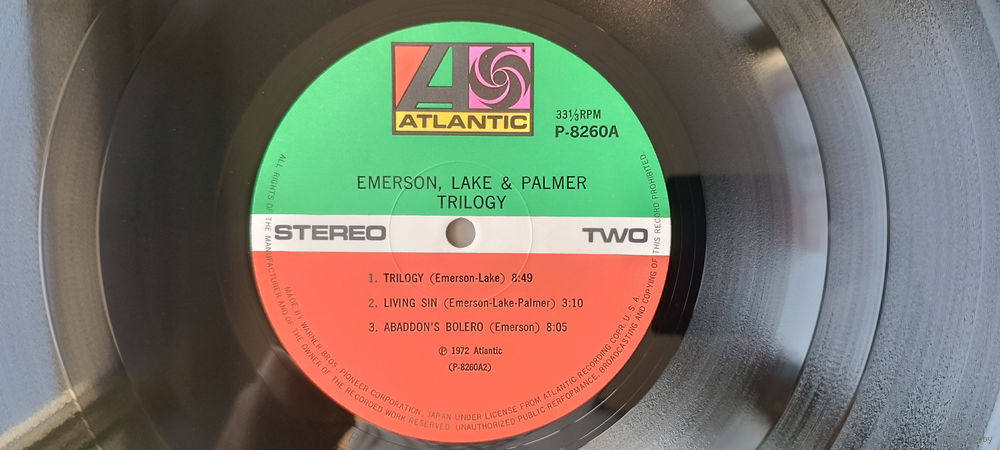 ATLANTIC
33⅓RPM
P-8260A
EMERSON, LAKE & PALMER
TRILOGY
STEREO
TWO
1. TRILOGY (Emerson-Lake) 8:49
2. LIVING SIN (Emerson-Lake-Palmer) 3:10
3. ABADDON'S BOLERO (Emerson) 8:05
Ⓟ 1972 Atlantic
(P-8260A2)
MADE BY WARNER BROS. PIONEER CORPORATION, JAPAN UNDER LICENSE FROM ATLANTIC RECORDING COPR. U.S.A.
ALL RIGHTS OF THE MANUFACTURER AND OF THE OWNER OF THE RECORDED WORK RESERVED. UNAUTHORIZED PUBLIC RERFOPMANCE, BROADCASTING AND COPYING OF THIS RECORD PROHIBITED